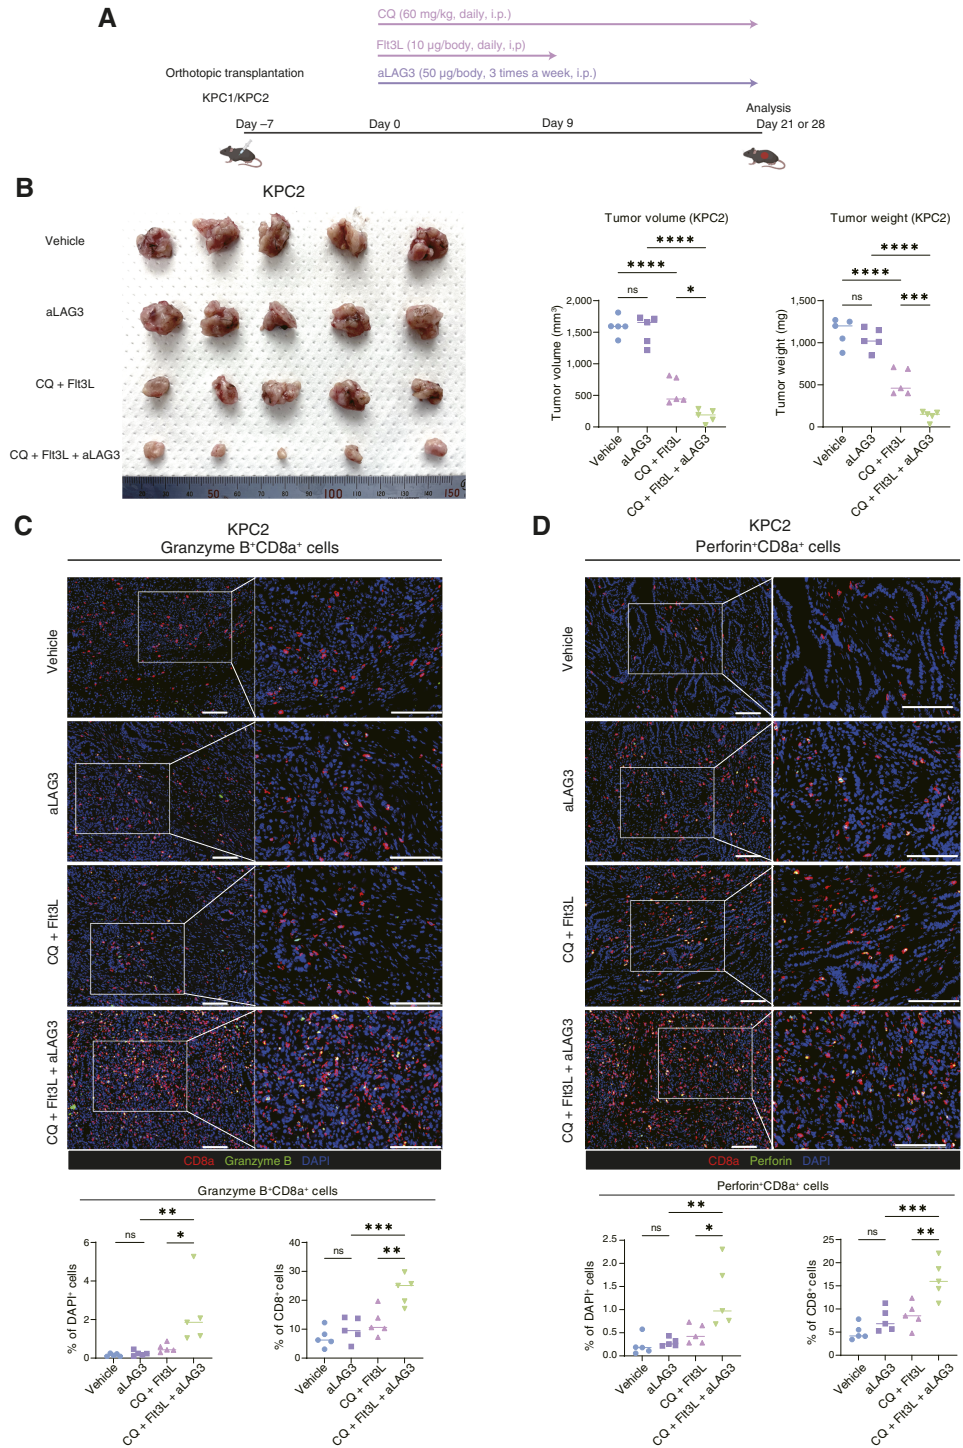 A
CQ (60 mg/kg, daily, i.p.)
Flt3L (10 µg/body, daily, i,p)
aLAG3 (50 µg/body, 3 times a week, i.p.)
Orthotopic transplantation
KPC1/KPC2
Day –7
Day 0
Day 9
Analysis
Day 21 or 28
B
KPC2
Vehicle
aLAG3
CQ + Flt3L
CQ + Flt3L + aLAG3
50
100
150
Tumor volume (KPC2)
****
****
ns
*
Tumor volume (mm³)
2,000
1,500
1,000
500
0
Vehicle
aLAG3
CQ + Flt3L
CQ + Flt3L + aLAG3
Tumor weight (KPC2)
****
****
ns
***
Tumor weight (mg)
1,500
1,000
500
0
Vehicle
aLAG3
CQ + Flt3L
CQ + Flt3L + aLAG3
C
KPC2
Granzyme B⁺CD8a⁺ cells
Vehicle
aLAG3
CQ + Flt3L
CQ + Flt3L + aLAG3
CD8a Granzyme B DAPI
Granzyme B⁺CD8a⁺ cells
**
ns
*
% of DAPI⁺ cells
6
4
2
0
Vehicle
aLAG3
CQ + Flt3L
CQ + Flt3L + aLAG3
***
ns
**
% of CD8⁺ cells
40
30
20
10
0
Vehicle
aLAG3
CQ + Flt3L
CQ + Flt3L + aLAG3
D
KPC2
Perforin⁺CD8a⁺ cells
Vehicle
aLAG3
CQ + Flt3L
CQ + Flt3L + aLAG3
CD8a Perforin DAPI
Perforin⁺CD8a⁺ cells
**
ns
*
% of DAPI⁺ cells
2.5
2.0
1.5
1.0
0.5
0.0
Vehicle
aLAG3
CQ + Flt3L
CQ + Flt3L + aLAG3
***
ns
**
% of CD8⁺ cells
25
20
15
10
5
0
Vehicle
aLAG3
CQ + Flt3L
CQ + Flt3L + aLAG3